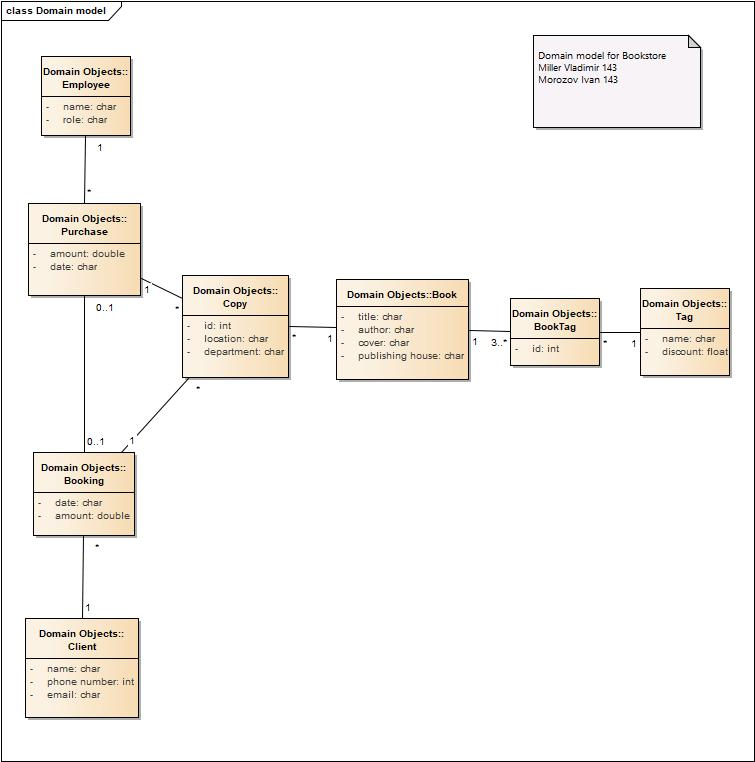 class Domain model
Domain model for Bookstore
Miller Vladimir 143
Morozov Ivan 143
Domain Objects::
Employee
- name: char
- role: char
1
*
Domain Objects::
Purchase
- amount: double
- date: char
0..1
1
*
Domain Objects::
Copy
- id: int
- location: char
- department: char
*
1
*
Domain Objects::Book
- title: char
- author: char
- cover: char
- publishing house: char
1
3..*
Domain Objects::
BookTag
- id: int
*
1
Domain Objects::
Tag
- name: char
- discount: float
0..1
1
Domain Objects::
Booking
- date: char
- amount: double
*
1
Domain Objects::
Client
- name: char
- phone number: int
- email: char